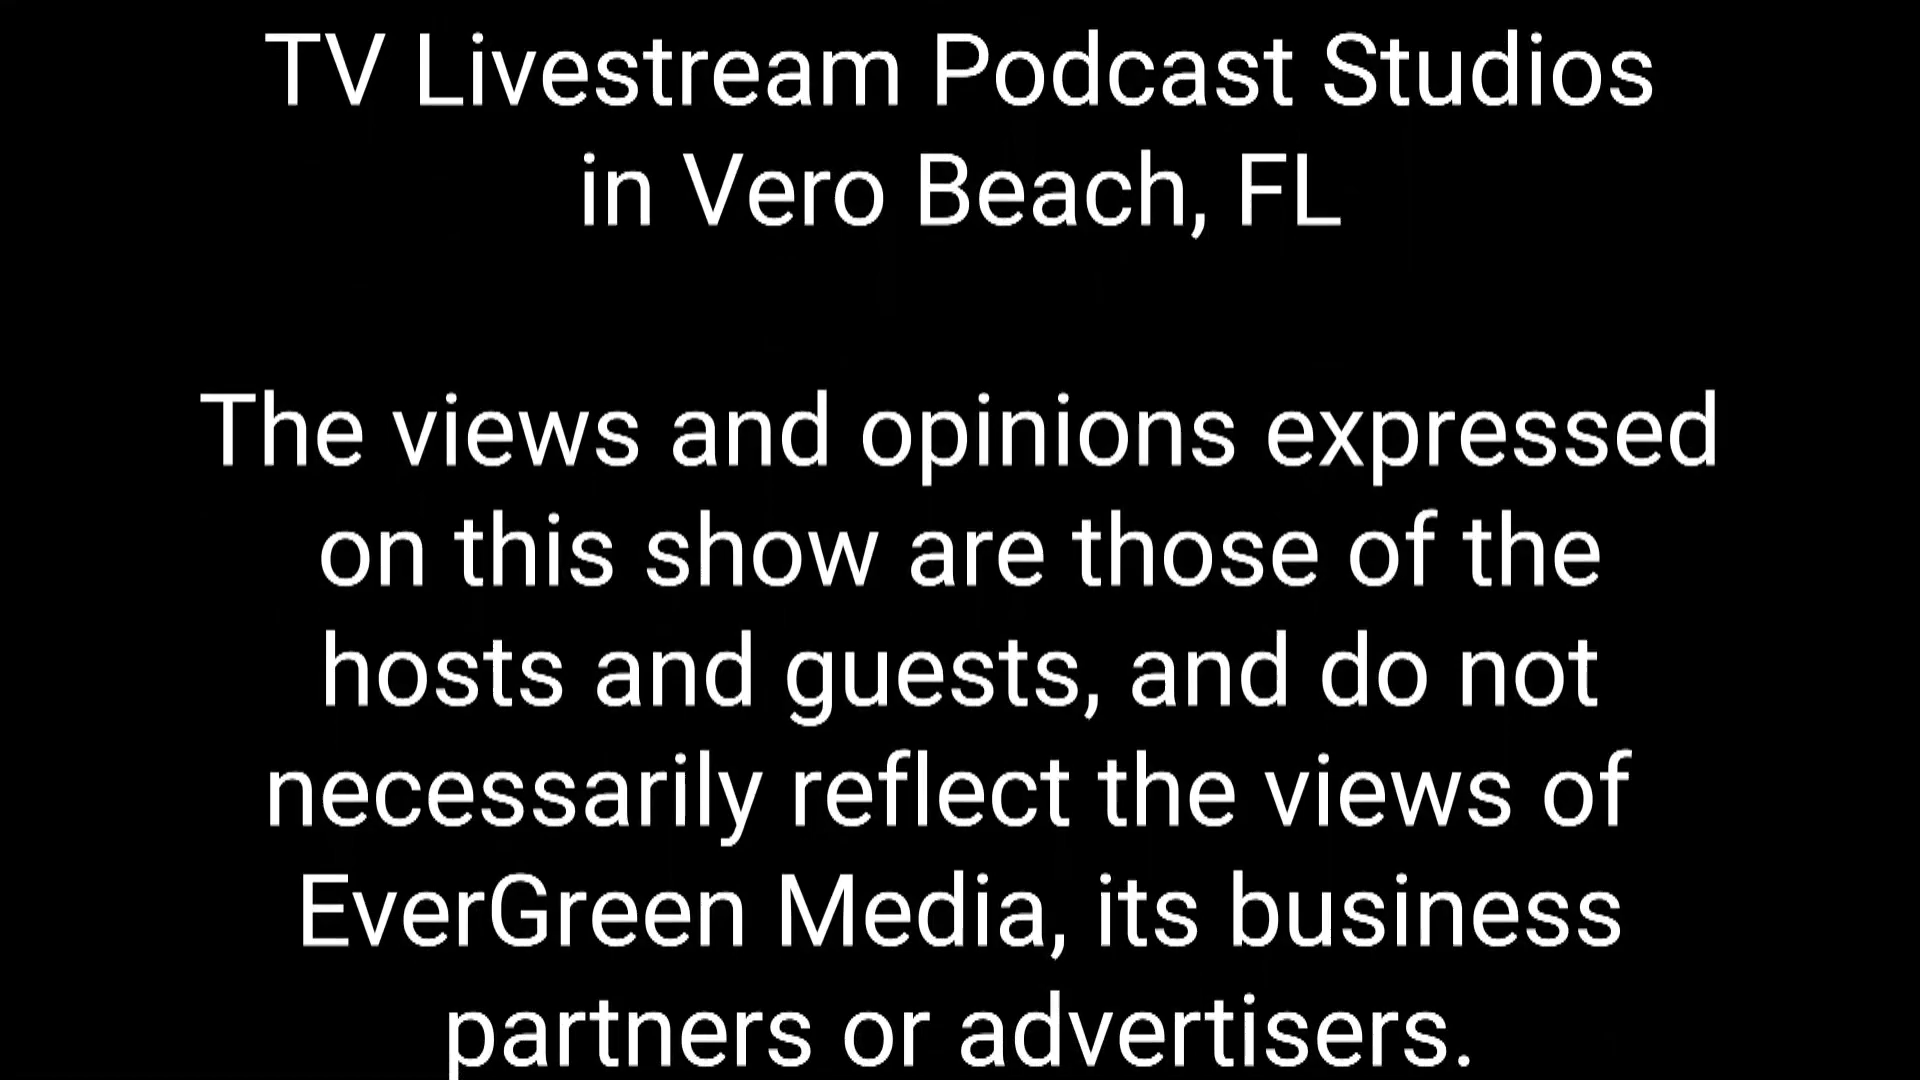 TV Livestream Podcast Studios
in Vero Beach, FL
The views and opinions expressed
on this show are those of the
hosts and guests, and do not
necessarily reflect the views of
EverGreen Media, its business
partners or advertisers.